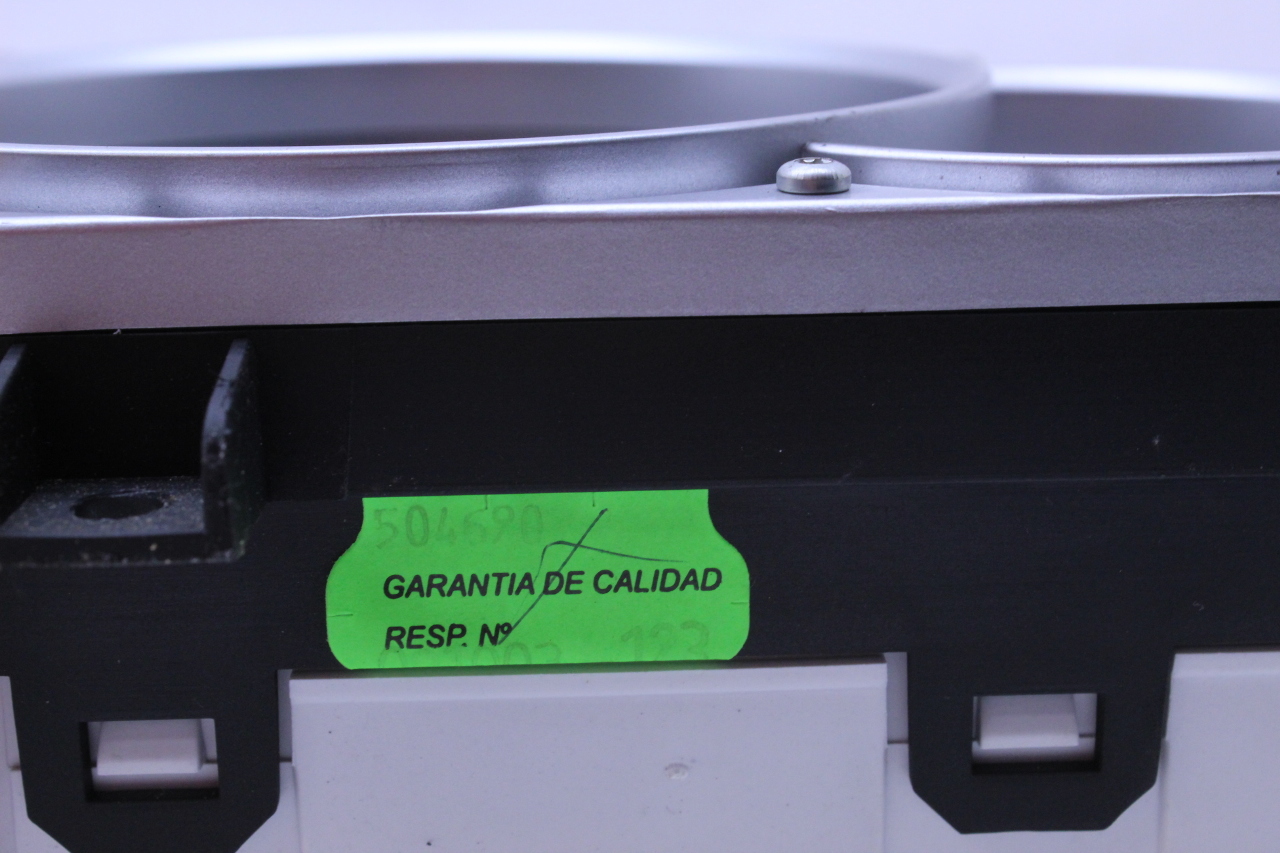 504690
GARANTIA DE CALIDAD
RESP. Nº
123